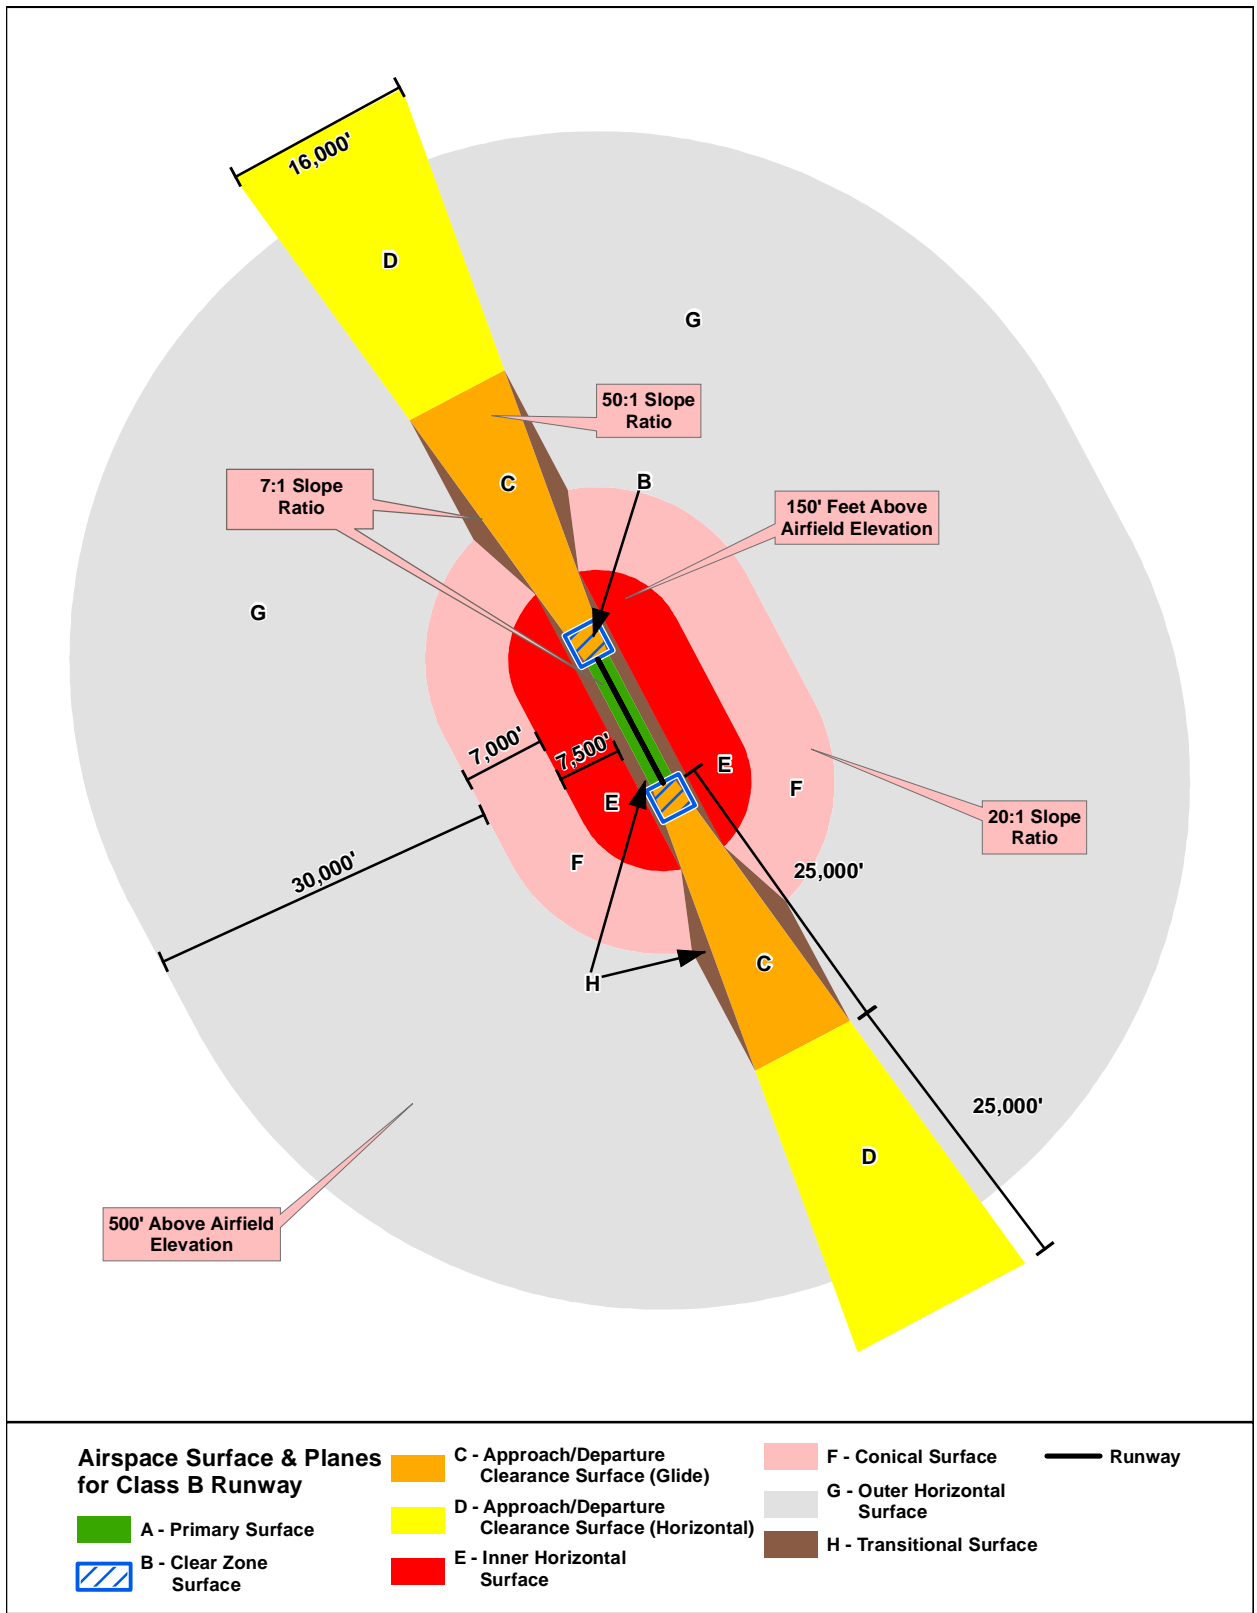 16,000'
D
G
50:1 Slope
Ratio
C
B
7:1 Slope
Ratio
150' Feet Above
Airfield Elevation
G
7,000'
7,500'
E
E
F
20:1 Slope
Ratio
F
30,000'
25,000'
H
C
25,000'
D
500' Above Airfield
Elevation
Airspace Surface & Planes
for Class B Runway
A - Primary Surface
B - Clear Zone
Surface
C - Approach/Departure
Clearance Surface (Glide)
D - Approach/Departure
Clearance Surface (Horizontal)
E - Inner Horizontal
Surface
F - Conical Surface
G - Outer Horizontal
Surface
H - Transitional Surface
Runway